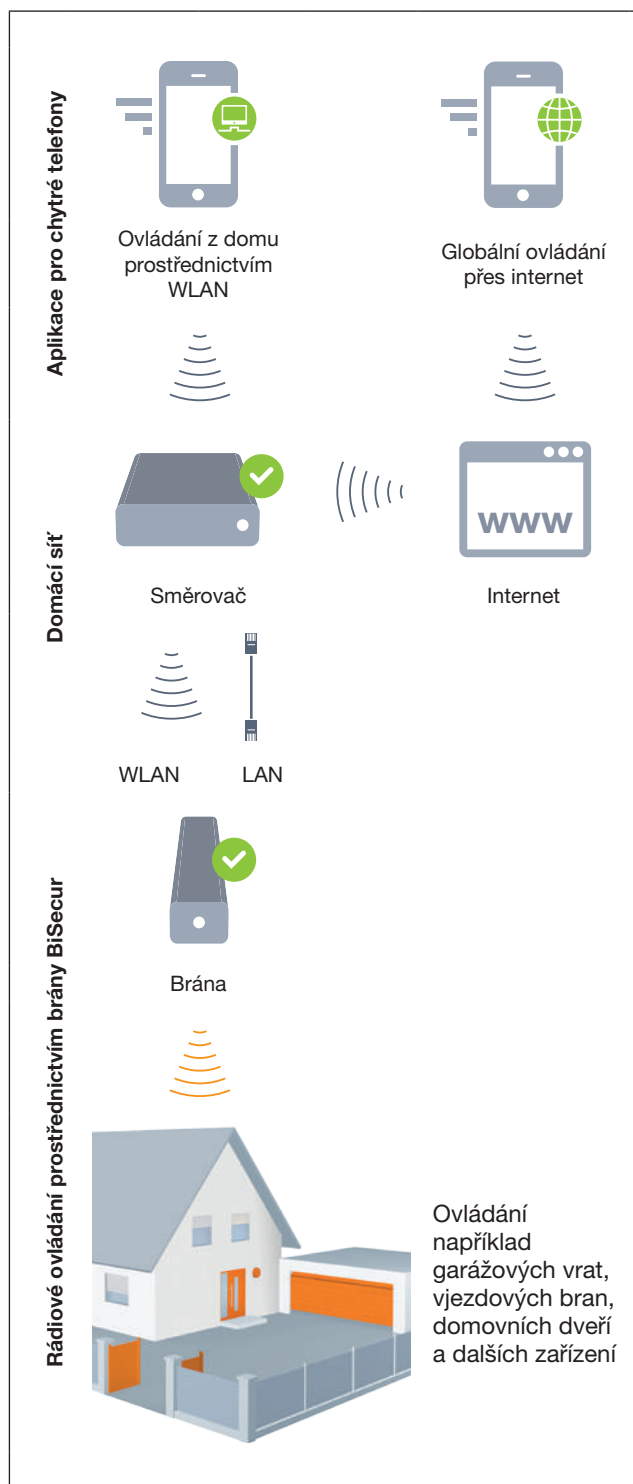 Aplikace pro chytré telefony
Ovládání z domu
prostřednictvím
WLAN
Globální ovládání
přes internet
Domácí síť
www
Směrovač
Internet
WLAN
LAN
Rádiové ovládání prostřednictvím brány BiSecur
Brána
Ovládání
například
garážových vrat,
vjezdových bran,
domovních dveří
a dalších zařízení